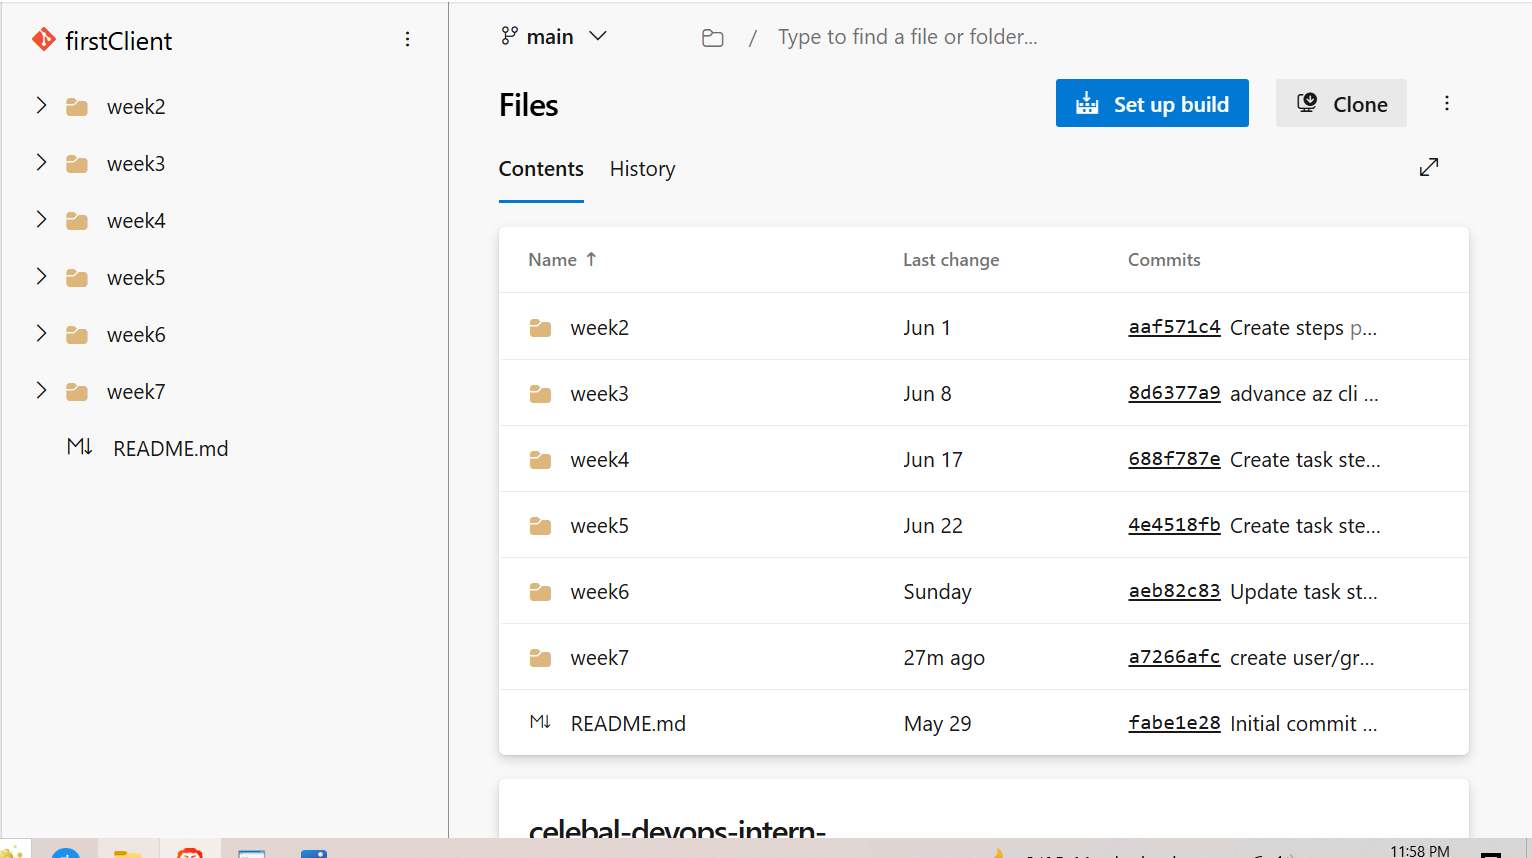 firstClient
week2
week3
week4
week5
week6
week7
README.md
main
/ Type to find a file or folder...
Files
Set up build
Clone
Contents
History
Name ↑ Last change Commits
week2 Jun 1 aaf571c4 Create steps p...
week3 Jun 8 8d6377a9 advance az cli ...
week4 Jun 17 688f787e Create task ste...
week5 Jun 22 4e4518fb Create task ste...
week6 Sunday aeb82c83 Update task st...
week7 27m ago a7266afc create user/gr...
README.md May 29 fabe1e28 Initial commit ...
celebal-devops-intern-
11:58 PM